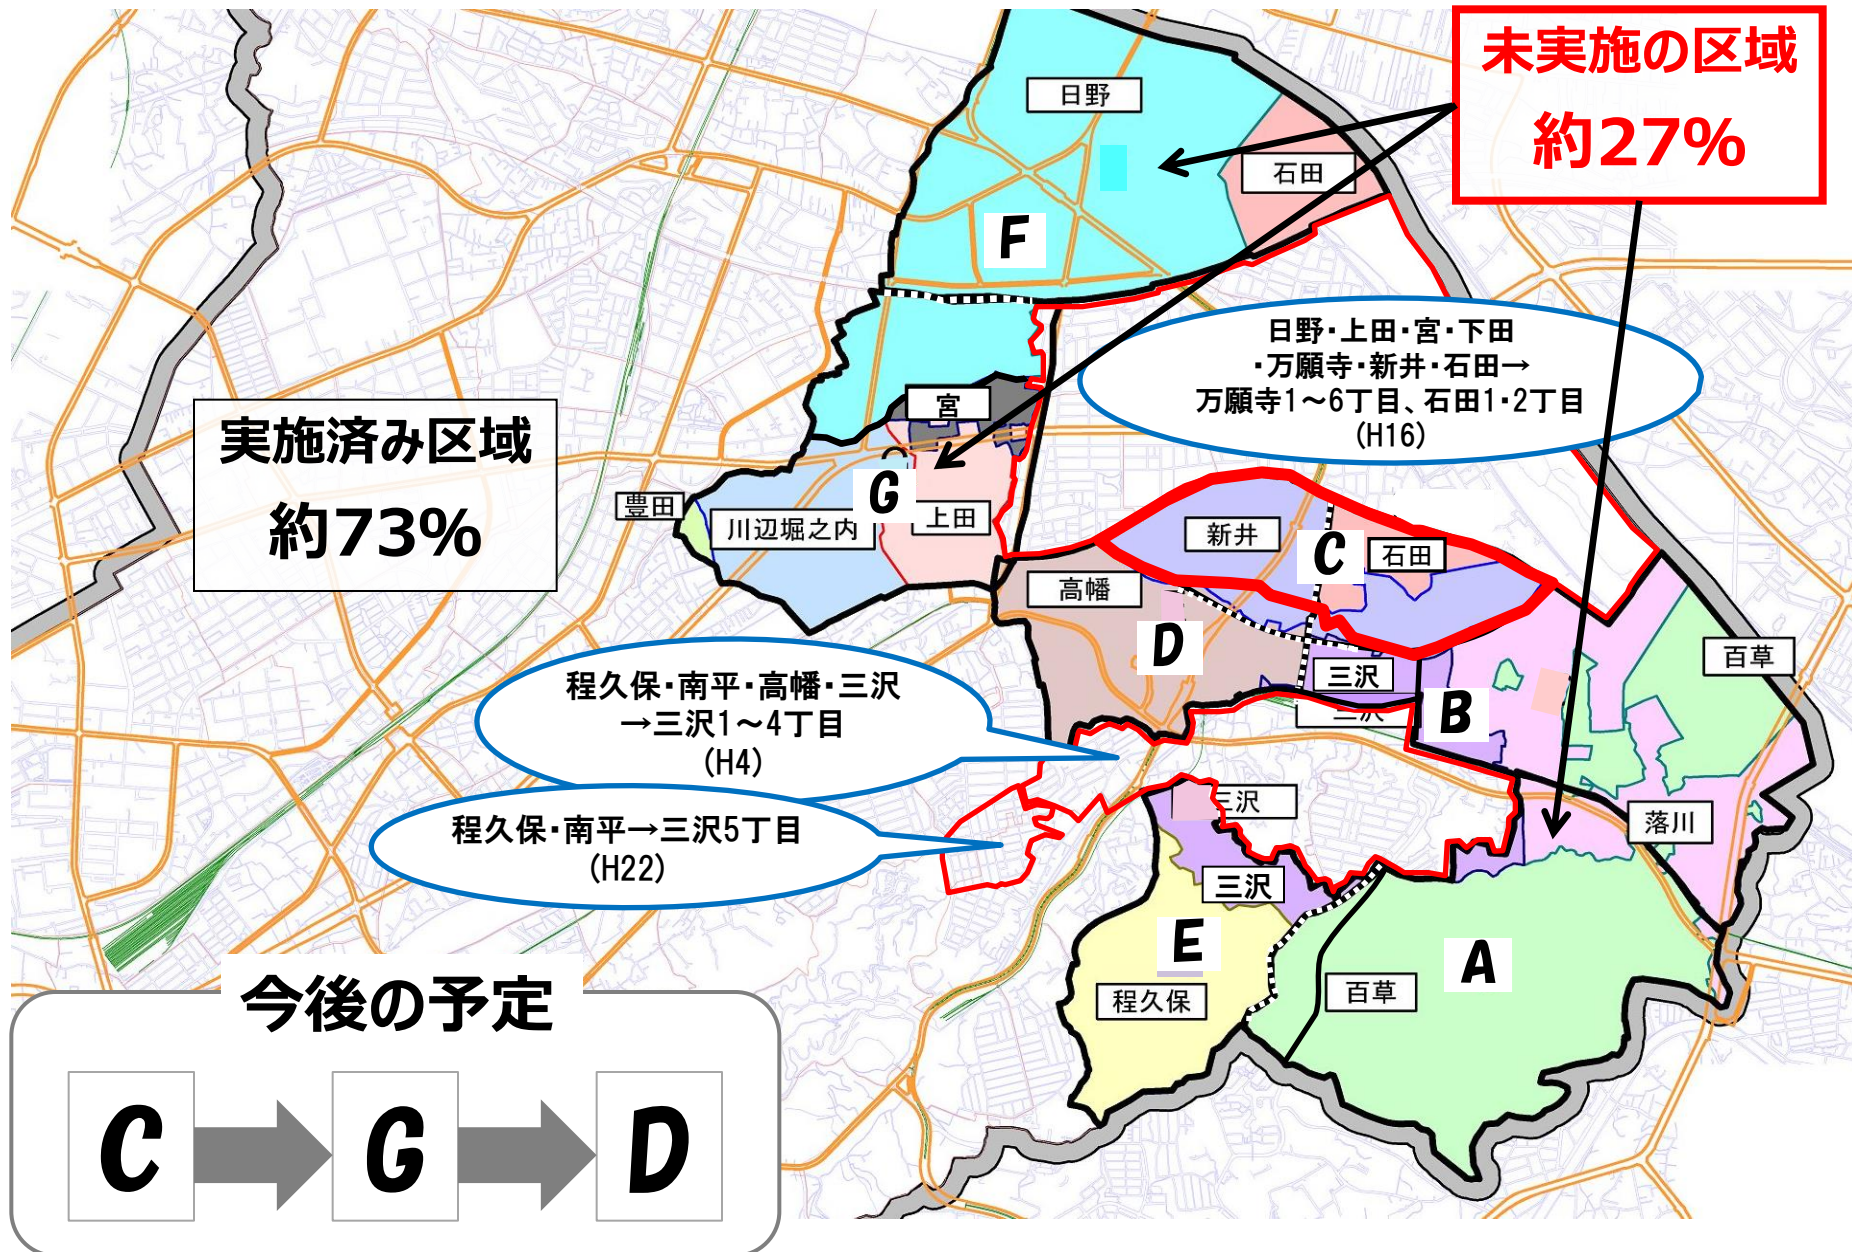 未実施の区域
約27%
日野
石田
F
日野・上田・宮・下田
・万願寺・新井・石田→
万願寺1～6丁目、石田1・2丁目
(H16)
実施済み区域
約73%
宮
豊田
川辺堀之内
G
上田
新井
C
石田
高幡
D
三沢
三沢
B
百草
程久保・南平・高幡・三沢
→三沢1～4丁目
(H4)
程久保・南平→三沢5丁目
(H22)
三沢
三沢
落川
E
程久保
A
百草
今後の予定
C
G
D